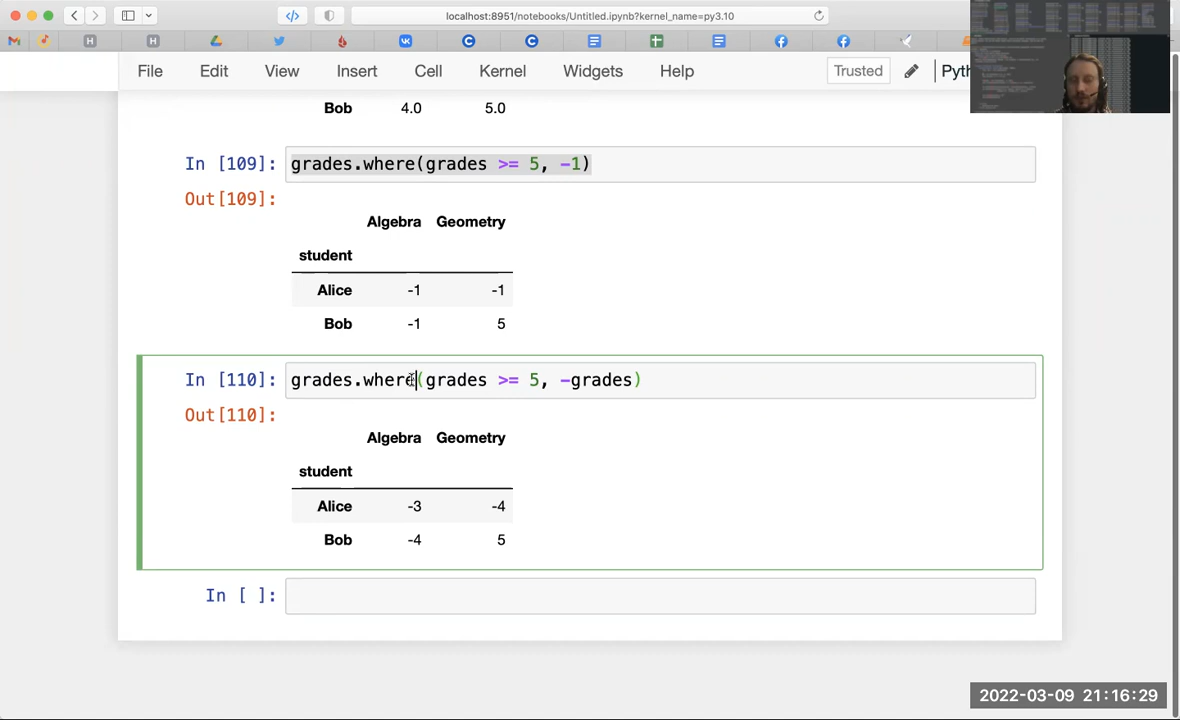 localhost:8951/notebooks/Untitled.ipynb?kernel_name=py3.10
File Edit View Insert Cell Kernel Widgets Help Trusted
Bob 4.0 5.0
In [109]: grades.where(grades >= 5, -1)
Out[109]:
Algebra Geometry
student
Alice -1 -1
Bob -1 5
In [110]: grades.where(grades >= 5, -grades)
Out[110]:
Algebra Geometry
student
Alice -3 -4
Bob -4 5
In [ ]:
2022-03-09 21:16:29